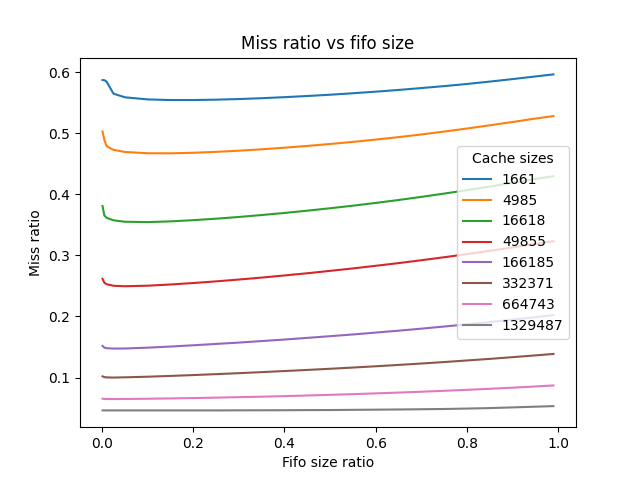 Miss ratio vs fifo size
Miss ratio
0.6
0.5
0.4
0.3
0.2
0.1
Cache sizes
1661
4985
16618
49855
166185
332371
664743
1329487
0.0 0.2 0.4 0.6 0.8 1.0
Fifo size ratio